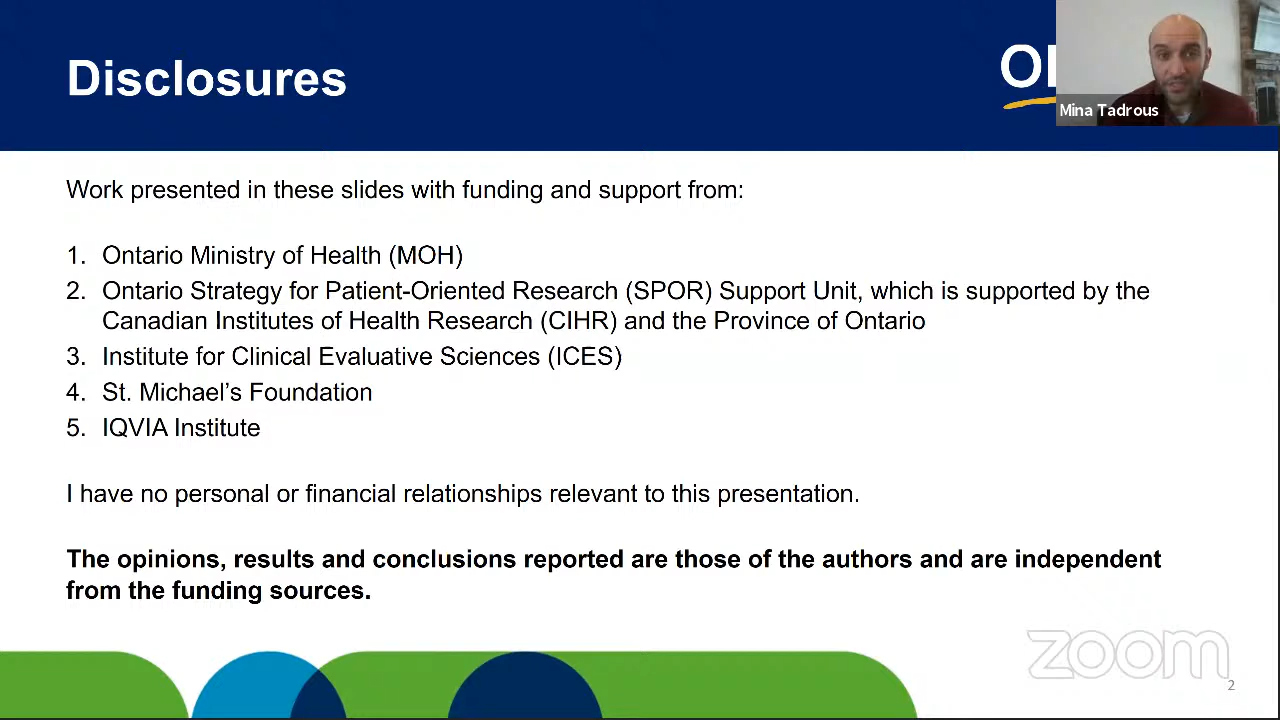 Disclosures
Mina Tadrous
Work presented in these slides with funding and support from:
1. Ontario Ministry of Health (MOH)
2. Ontario Strategy for Patient-Oriented Research (SPOR) Support Unit, which is supported by the
Canadian Institutes of Health Research (CIHR) and the Province of Ontario
3. Institute for Clinical Evaluative Sciences (ICES)
4. St. Michael’s Foundation
5. IQVIA Institute
I have no personal or financial relationships relevant to this presentation.
The opinions, results and conclusions reported are those of the authors and are independent
from the funding sources.
zoom
2